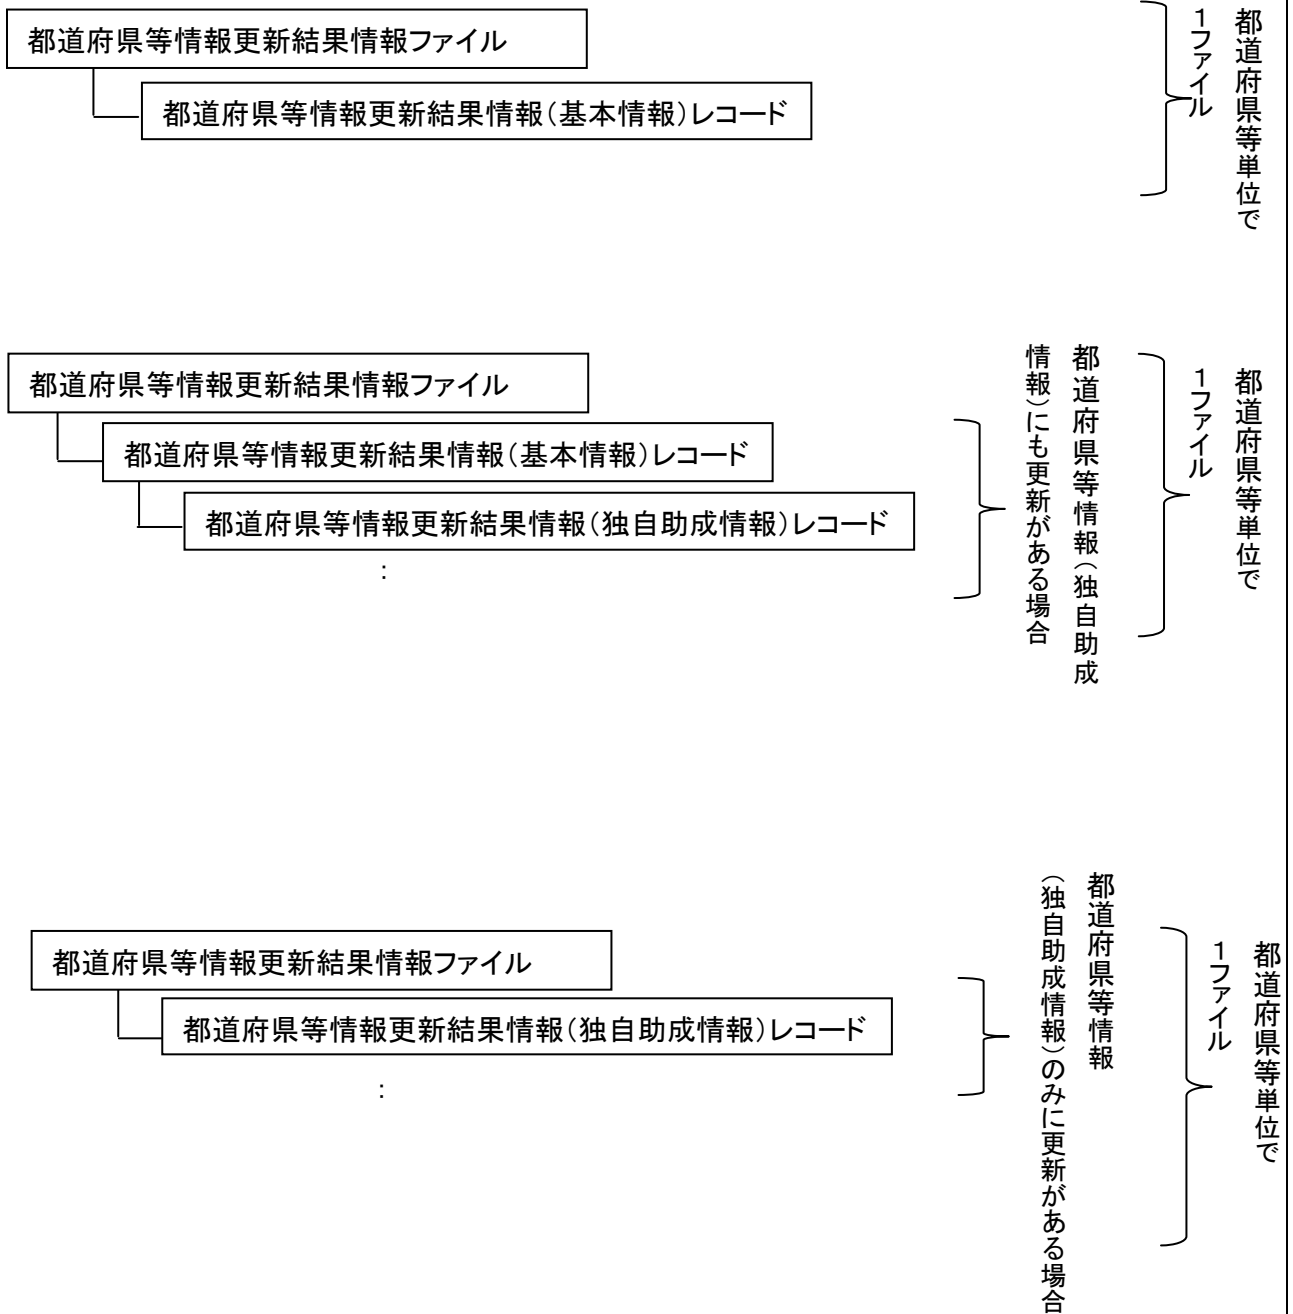 都道府県等情報更新結果情報ファイル
都道府県等情報更新結果情報(基本情報)レコード
都道府県等単位で
1ファイル
都道府県等情報更新結果情報ファイル
都道府県等情報更新結果情報(基本情報)レコード
都道府県等情報更新結果情報(独自助成情報)レコード
:
都道府県等情報(独自助成
情報)にも更新がある場合
都道府県等単位で
1ファイル
都道府県等情報更新結果情報ファイル
都道府県等情報更新結果情報(独自助成情報)レコード
:
都道府県等情報
(独自助成情報)のみに更新がある場合
都道府県等単位で
1ファイル